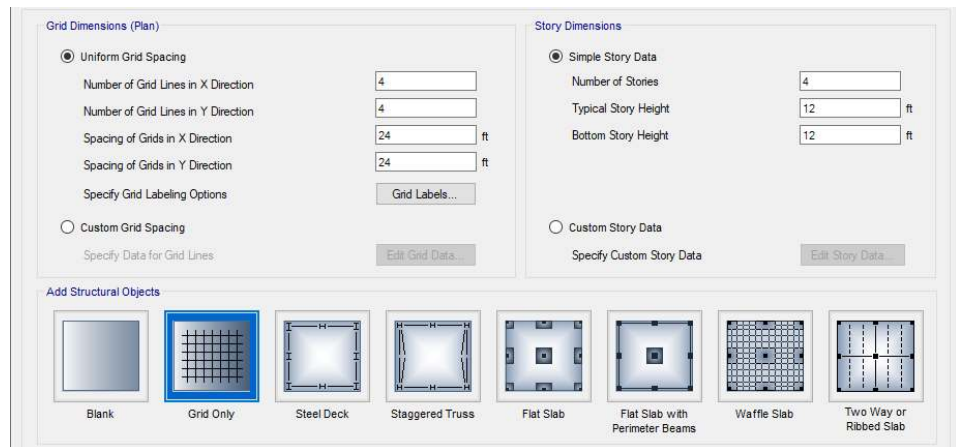 Grid Dimensions (Plan)
Uniform Grid Spacing
Number of Grid Lines in X Direction 4
Number of Grid Lines in Y Direction 4
Spacing of Grids in X Direction 24 ft
Spacing of Grids in Y Direction 24 ft
Specify Grid Labeling Options Grid Labels...
Custom Grid Spacing
Specify Data for Grid Lines Edit Grid Data...
Story Dimensions
Simple Story Data
Number of Stories 4
Typical Story Height 12 ft
Bottom Story Height 12 ft
Custom Story Data
Specify Custom Story Data Edit Story Data...
Add Structural Objects
Blank
Grid Only
Steel Deck
Staggered Truss
Flat Slab
Flat Slab with
Perimeter Beams
Waffle Slab
Two Way or
Ribbed Slab